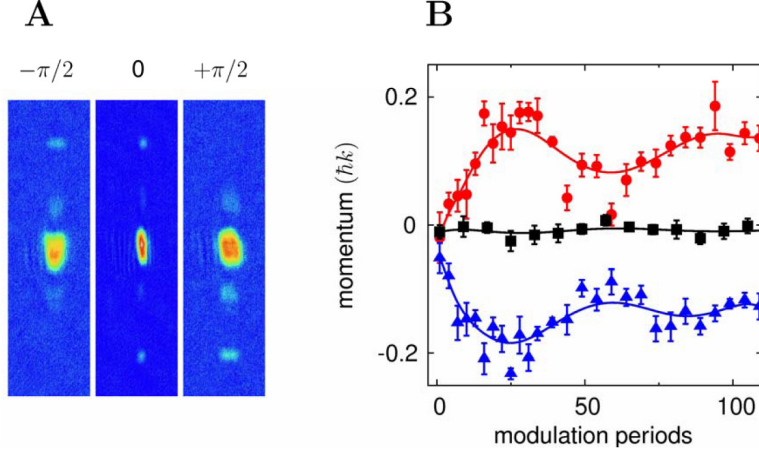 A
B
−π/2
0
+π/2
0.2
0
-0.2
momentum (ħk)
0
50
100
modulation periods